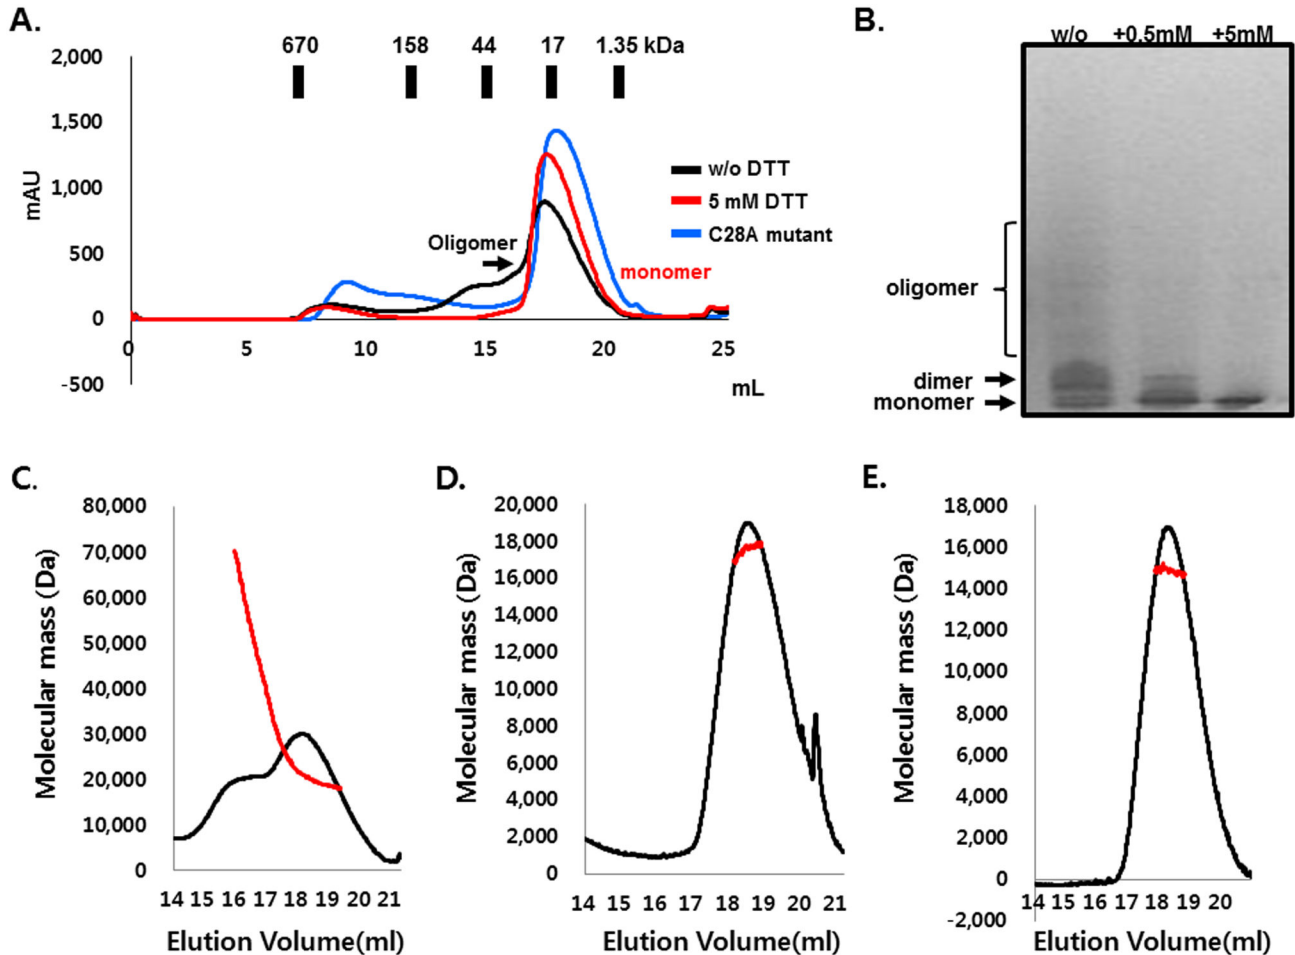 A.
670 158 44 17 1.35 kDa
2,000
1,500
1,000
500
0
-500
mAU
0 5 10 15 20 25
mL
Oligomer
monomer
w/o DTT
5 mM DTT
C28A mutant
B.
w/o +0.5mM +5mM
oligomer
dimer
monomer
C.
80,000
70,000
60,000
50,000
40,000
30,000
20,000
10,000
0
Molecular mass (Da)
14 15 16 17 18 19 20 21
Elution Volume(ml)
D.
20,000
18,000
16,000
14,000
12,000
10,000
8,000
6,000
4,000
2,000
0
Molecular mass (Da)
14 15 16 17 18 19 20 21
Elution Volume(ml)
E.
18,000
16,000
14,000
12,000
10,000
8,000
6,000
4,000
2,000
0
-2,000
Molecular mass (Da)
14 15 16 17 18 19 20
Elution Volume(ml)